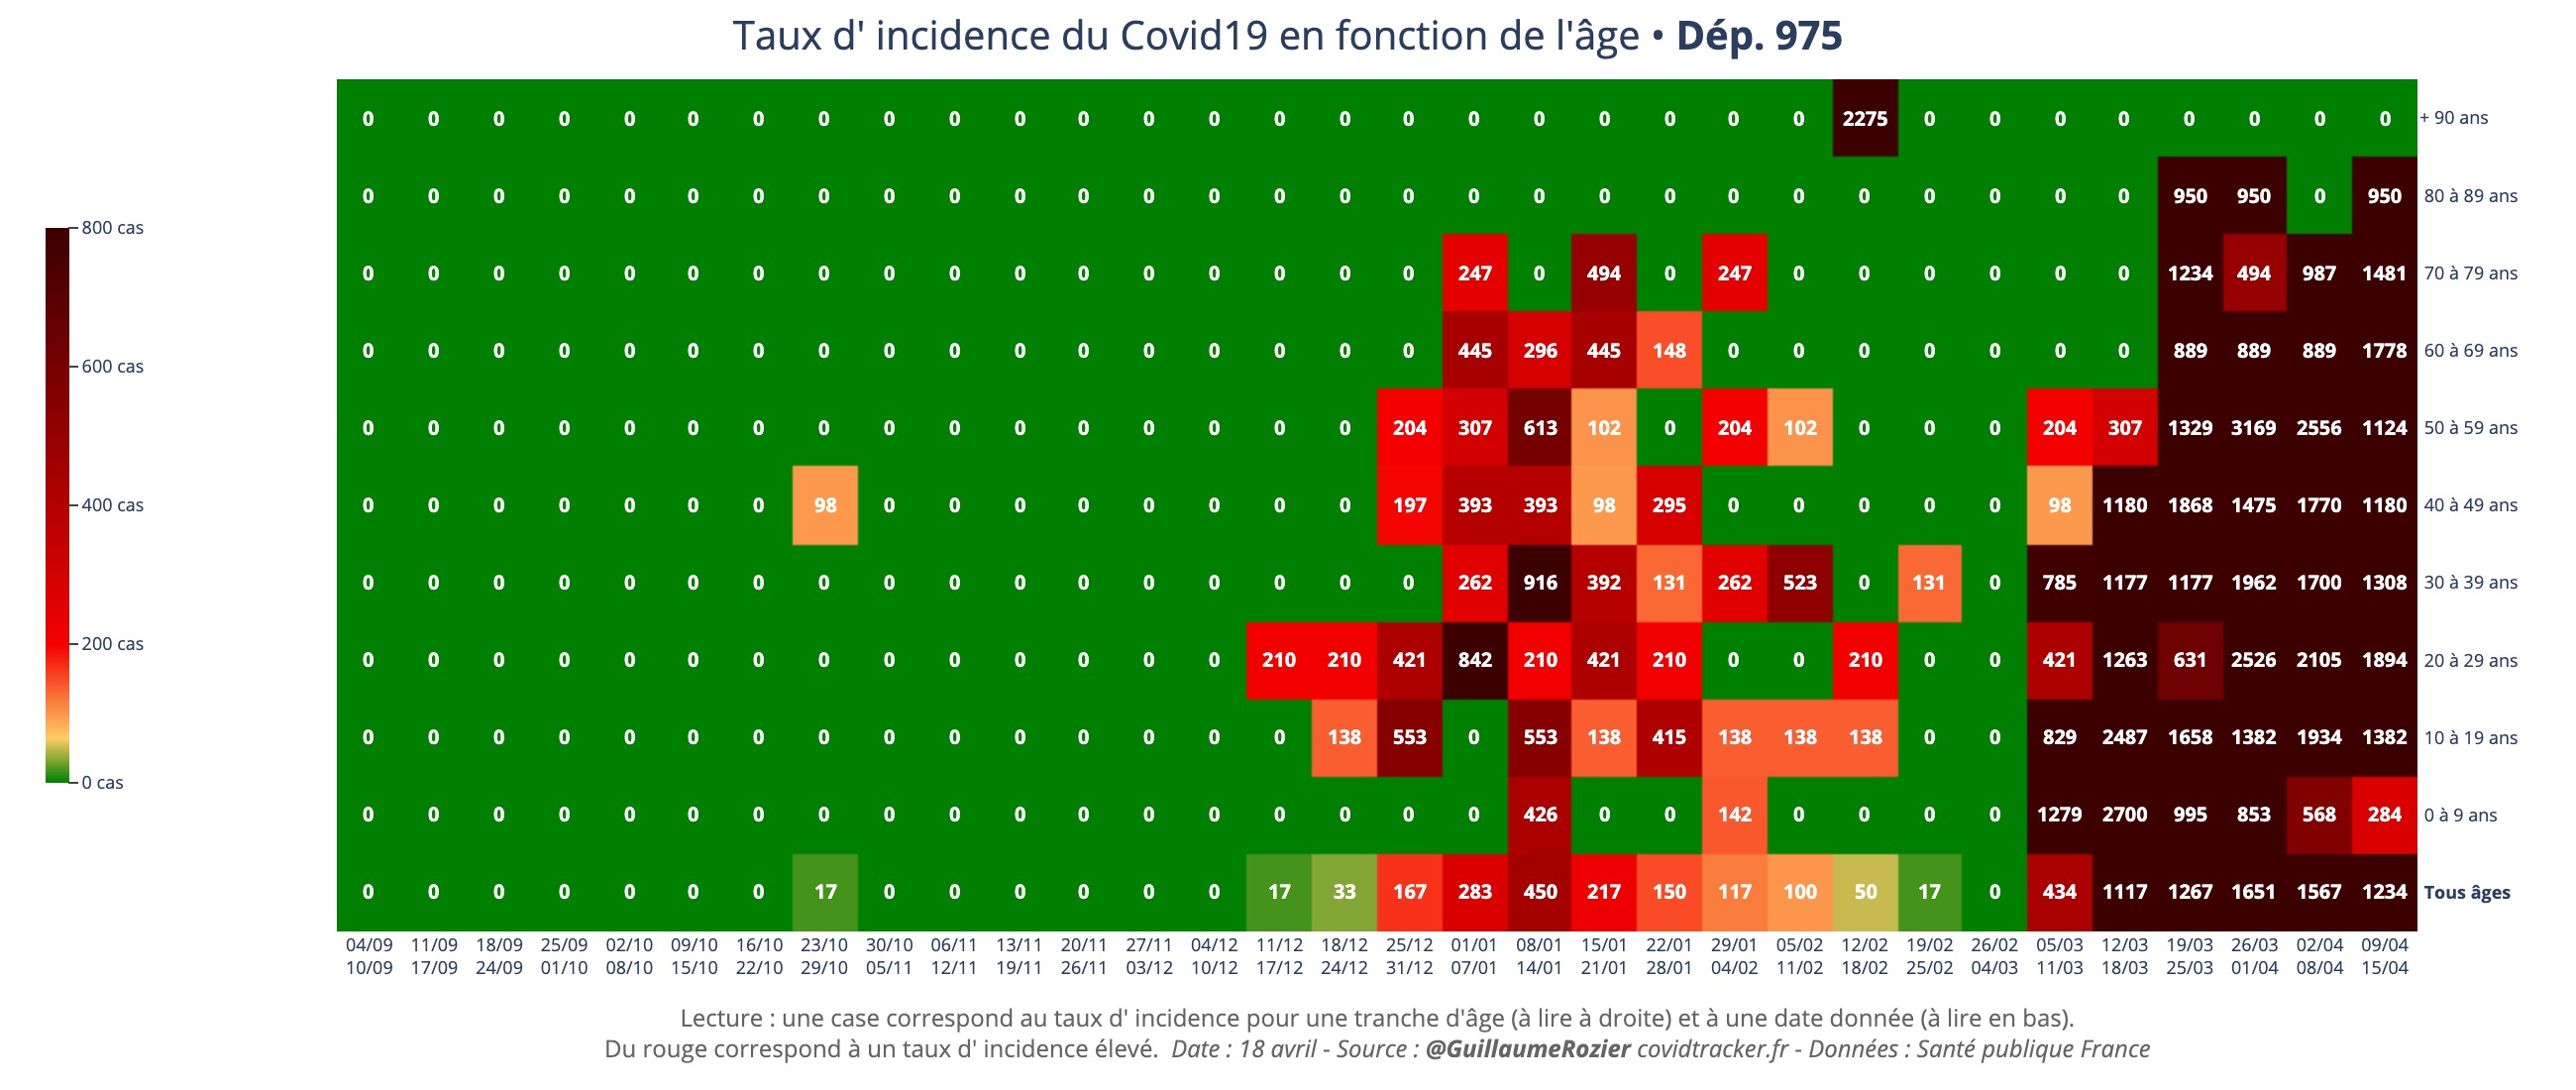 Taux d' incidence du Covid19 en fonction de l'âge • Dép. 975
0 0 0 0 0 0 0 0 0 0 0 0 0 0 0 0 0 0 0 0 0 0 0 2275 0 0 0 0 0 0 0 0 + 90 ans
0 0 0 0 0 0 0 0 0 0 0 0 0 0 0 0 0 0 0 0 0 0 0 0 0 0 0 0 950 950 0 950 80 à 89 ans
800 cas
0 0 0 0 0 0 0 0 0 0 0 0 0 0 0 0 0 247 0 494 0 247 0 0 0 0 0 0 1234 494 987 1481 70 à 79 ans
0 0 0 0 0 0 0 0 0 0 0 0 0 0 0 0 0 445 296 445 148 0 0 0 0 0 0 0 889 889 889 1778 60 à 69 ans
600 cas
0 0 0 0 0 0 0 0 0 0 0 0 0 0 0 0 204 307 613 102 0 204 102 0 0 0 204 307 1329 3169 2556 1124 50 à 59 ans
400 cas
0 0 0 0 0 0 0 98 0 0 0 0 0 0 0 0 197 393 393 98 295 0 0 0 0 0 98 1180 1868 1475 1770 1180 40 à 49 ans
0 0 0 0 0 0 0 0 0 0 0 0 0 0 0 0 0 262 916 392 131 262 523 0 131 0 785 1177 1177 1962 1700 1308 30 à 39 ans
200 cas
0 0 0 0 0 0 0 0 0 0 0 0 0 0 210 210 421 842 210 421 210 0 0 210 0 0 421 1263 631 2526 2105 1894 20 à 29 ans
0 0 0 0 0 0 0 0 0 0 0 0 0 0 0 138 553 0 553 138 415 138 138 138 0 0 829 2487 1658 1382 1934 1382 10 à 19 ans
0 cas
0 0 0 0 0 0 0 0 0 0 0 0 0 0 0 0 0 0 426 0 0 142 0 0 0 0 1279 2700 995 853 568 284 0 à 9 ans
0 0 0 0 0 0 0 17 0 0 0 0 0 0 17 33 167 283 450 217 150 117 100 50 17 0 434 1117 1267 1651 1567 1234 Tous âges
04/09 11/09 18/09 25/09 02/10 09/10 16/10 23/10 30/10 06/11 13/11 20/11 27/11 04/12 11/12 18/12 25/12 01/01 08/01 15/01 22/01 29/01 05/02 12/02 19/02 26/02 05/03 12/03 19/03 26/03 02/04 09/04
10/09 17/09 24/09 01/10 08/10 15/10 22/10 29/10 05/11 12/11 19/11 26/11 03/12 10/12 17/12 24/12 31/12 07/01 14/01 21/01 28/01 04/02 11/02 18/02 25/02 04/03 11/03 18/03 25/03 01/04 08/04 15/04
Lecture : une case correspond au taux d' incidence pour une tranche d'âge (à lire à droite) et à une date donnée (à lire en bas).
Du rouge correspond à un taux d' incidence élevé. Date : 18 avril - Source : @GuillaumeRozier covidtracker.fr - Données : Santé publique France